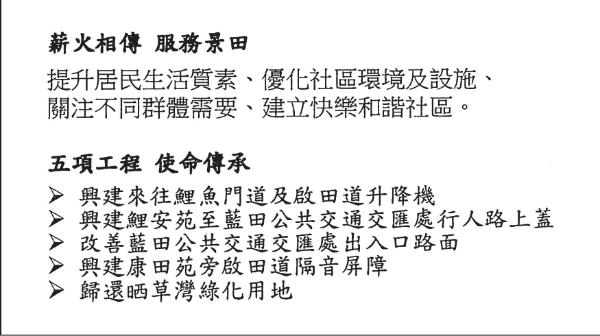 薪火相傳 服務景田
提升居民生活質素、優化社區環境及設施、
關注不同群體需要、建立快樂和諧社區。
五項工程 使命傳承
➢ 興建來往鯉魚門道及啟田道升降機
➢ 興建鯉安苑至藍田公共交通交匯處行人路上蓋
➢ 改善藍田公共交通交匯處出入口路面
➢ 興建康田苑旁啟田道隔音屏障
➢ 歸還晒草灣綠化用地